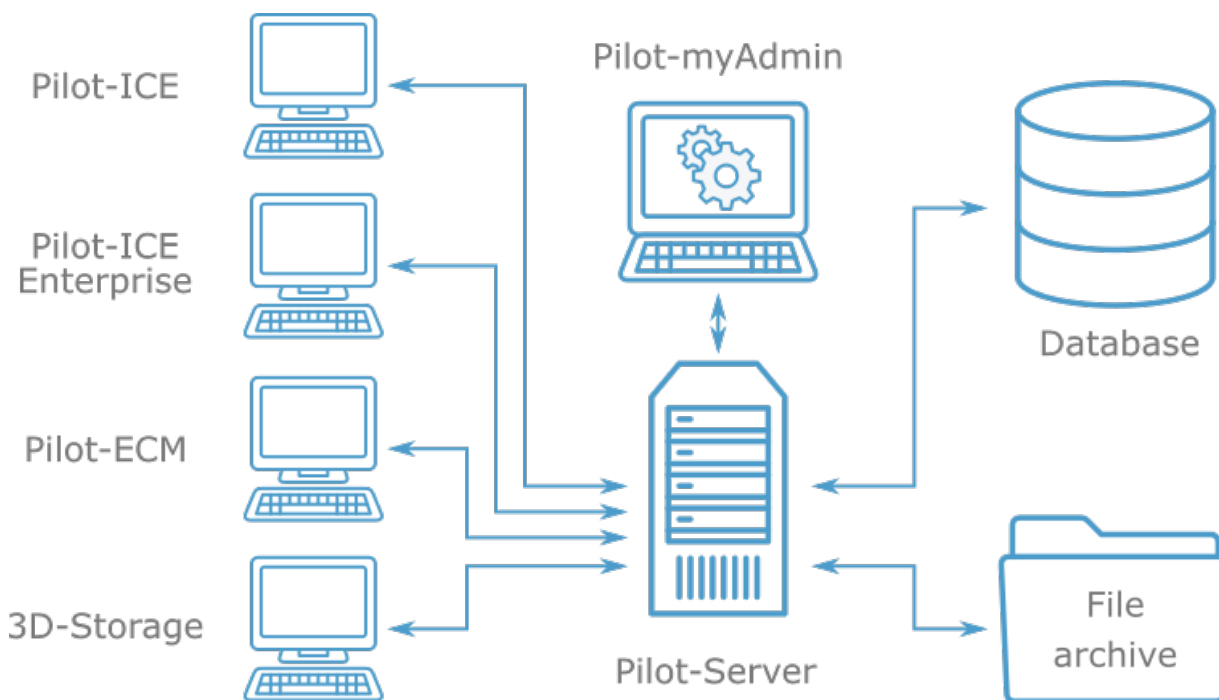 Pilot-ICE
Pilot-ICE
Enterprise
Pilot-ECM
3D-Storage
Pilot-myAdmin
Pilot-Server
Database
File
archive